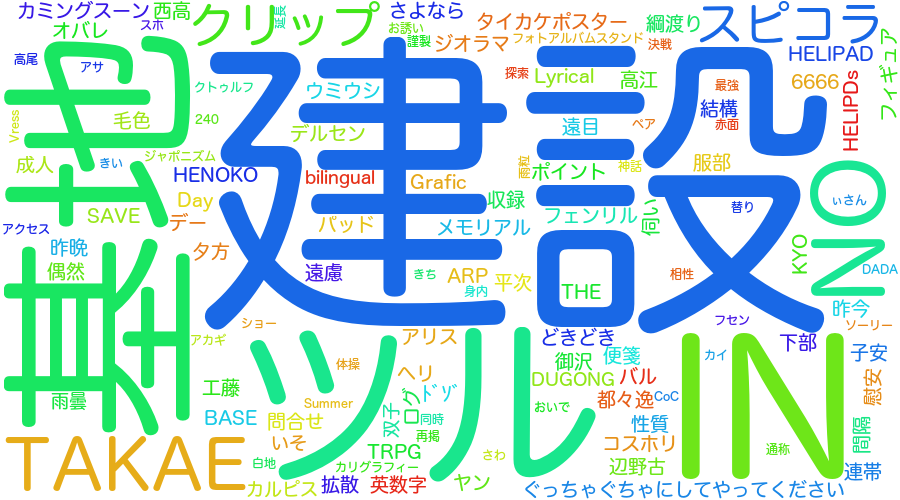 カミングスーン
西高
クリップ
延長
さよなら
タイカケポスター
綱渡り
スピコラ
オバレ
スホ
お誘い
謹製
ジオラマ
フォトアルバムスタンド
決戦
HELIPAD
フィギュア
高尾
アサ
クトゥルフ
ウミウシ
探索
Lyrical
高江
最強
6666
HELIPDs
Vress
毛色
240
デルセン
遠目
ペア
結構
赤面
成人
きい
ジャポニズム
雨粒
ポイント
神話
服部
HENOKO
bilingual
Grafic
基地
建設
SAVE
Day
収録
フェンリル
伺い
替り
ぃさん
NO
アクセス
デー
パッド
メモリアル
昨晩
夕方
遠慮
きち
ARP
平次
身内
THE
相性
KYO
DADA
偶然
昨今
アカギ
ショー
アリス
どきどき
フセン
下部
ソーリー
ツルIN
体操
御沢
便箋
カイ
子安
雨曇
工藤
ヘリ
ドゾ
DUGONG
バル
慰安
BASE
Summer
ログ
おいで
都々逸
CoC
問合せ
双子
同時
性質
TAKAE
いそ
再掲
コスホリ
間隔
白地
カリグラフィー
TRPG
さわ
辺野古
通称
連帯
カルピス
拡散
英数字
ヤン
ぐっちゃぐちゃにしてやってください